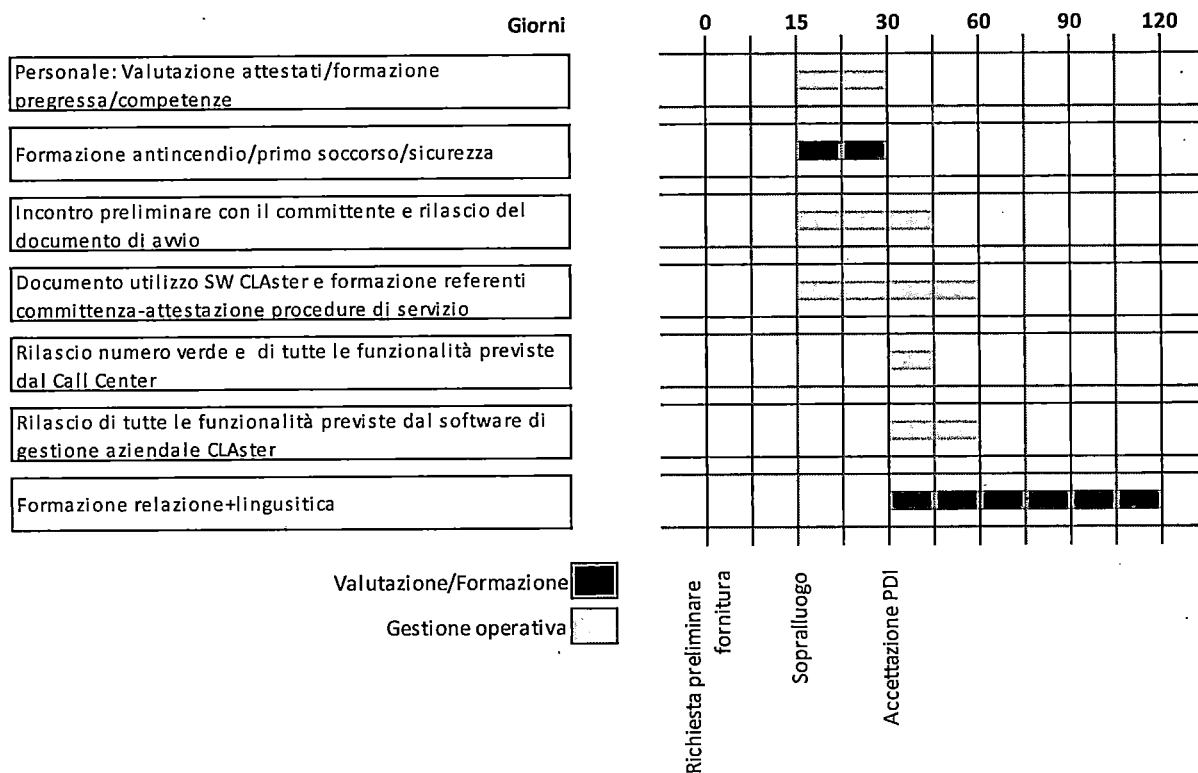 Giorni 0 15 30 60 90 120
Personale: Valutazione attestati/formazione
pregressa/competenze
Formazione antincendio/primo soccorso/sicurezza
Incontro preliminare con il committente e rilascio del
documento di avvio
Documento utilizzo SW CLAster e formazione referenti
committenza-attestazione procedure di servizio
Rilascio numero verde e di tutte le funzionalità previste
dal Call Center
Rilascio di tutte le funzionalità previste dal software di
gestione aziendale CLAster
Formazione relazione+lingusitica
Valutazione/Formazione
Gestione operativa
Richiesta preliminare
fornitura
Sopralluogo
Accettazione PDI